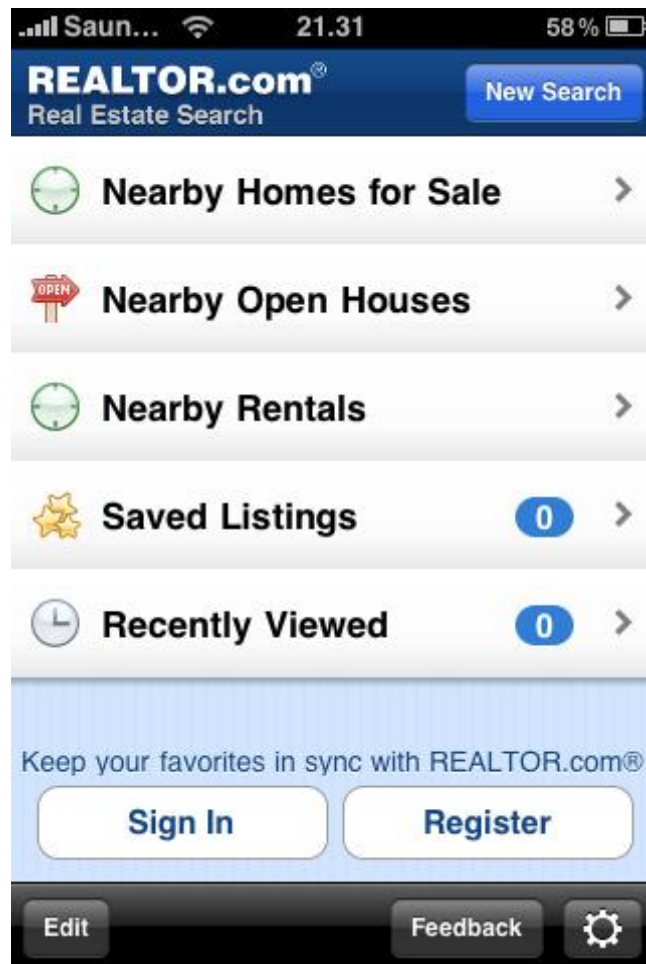 Saun... 21.31 58%
REALTOR.com® New Search
Real Estate Search
Nearby Homes for Sale
OPEN
Nearby Open Houses
Nearby Rentals
Saved Listings 0
Recently Viewed 0
Keep your favorites in sync with REALTOR.com®
Sign In Register
Edit Feedback